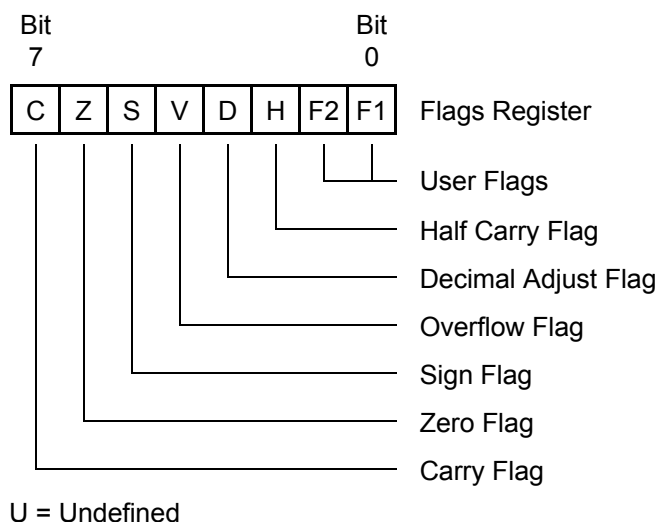 Bit Bit
7 0
C Z S V D H F2 F1 Flags Register
User Flags
Half Carry Flag
Decimal Adjust Flag
Overflow Flag
Sign Flag
Zero Flag
Carry Flag
U = Undefined